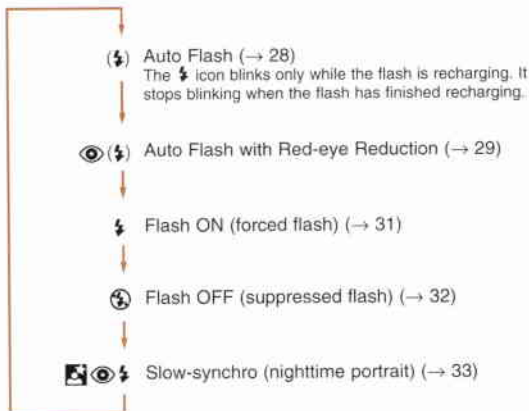 (⚡) Auto Flash (→ 28)
The ⚡ icon blinks only while the flash is recharging. It
stops blinking when the flash has finished recharging.
(⚡) Auto Flash with Red-eye Reduction (→ 29)
⚡ Flash ON (forced flash) (→ 31)
Flash OFF (suppressed flash) (→ 32)
⚡ Slow-synchro (nighttime portrait) (→ 33)